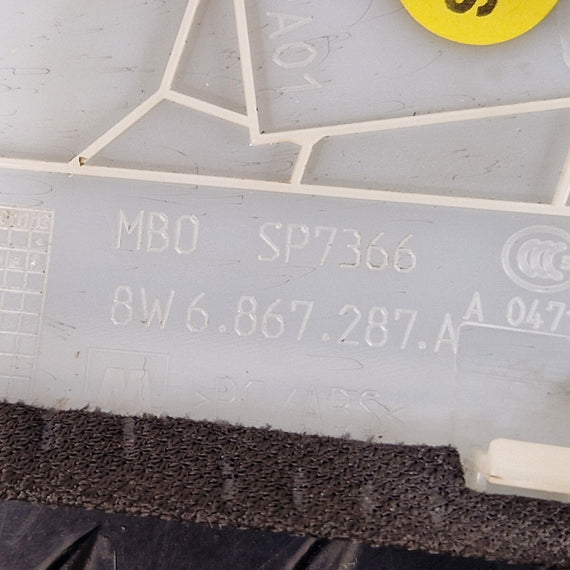 S
A01
MBO SP7366
8W6.867.287.A
A 047
>PC/ABS<